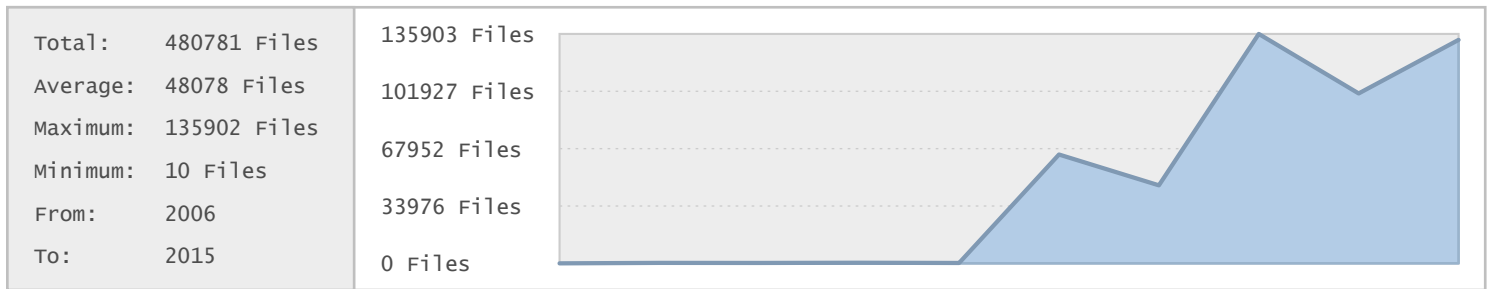 Total: 480781 Files
Average: 48078 Files
Maximum: 135902 Files
Minimum: 10 Files
From: 2006
To: 2015
135903 Files
101927 Files
67952 Files
33976 Files
0 Files